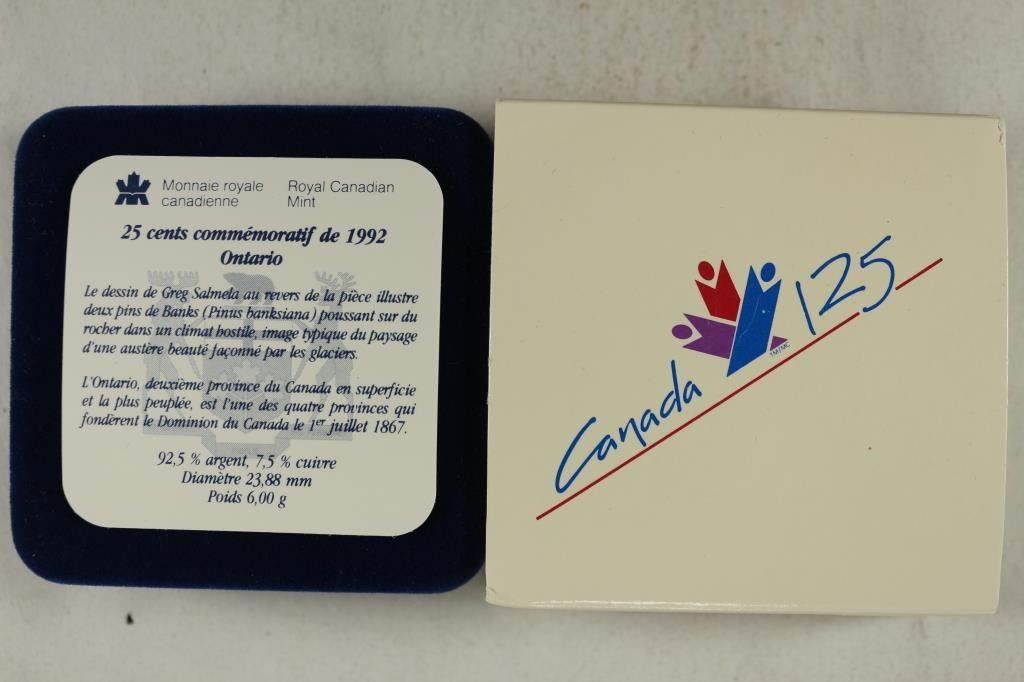 Monnaie royale canadienne
Royal Canadian Mint
25 cents commémoratif de 1992
Ontario
Le dessin de Greg Salmela au revers de la pièce illustre
deux pins de Banks (Pinus banksiana) poussant sur du
rocher dans un climat hostile, image typique du paysage
d'une austère beauté façonné par les glaciers.
L'Ontario, deuxième province du Canada en superficie
et la plus peuplée, est l'une des quatre provinces qui
fondèrent le Dominion du Canada le 1er juillet 1867.
92,5 % argent, 7,5 % cuivre
Diamètre 23,88 mm
Poids 6,00 g
Canada 125
TM/MC